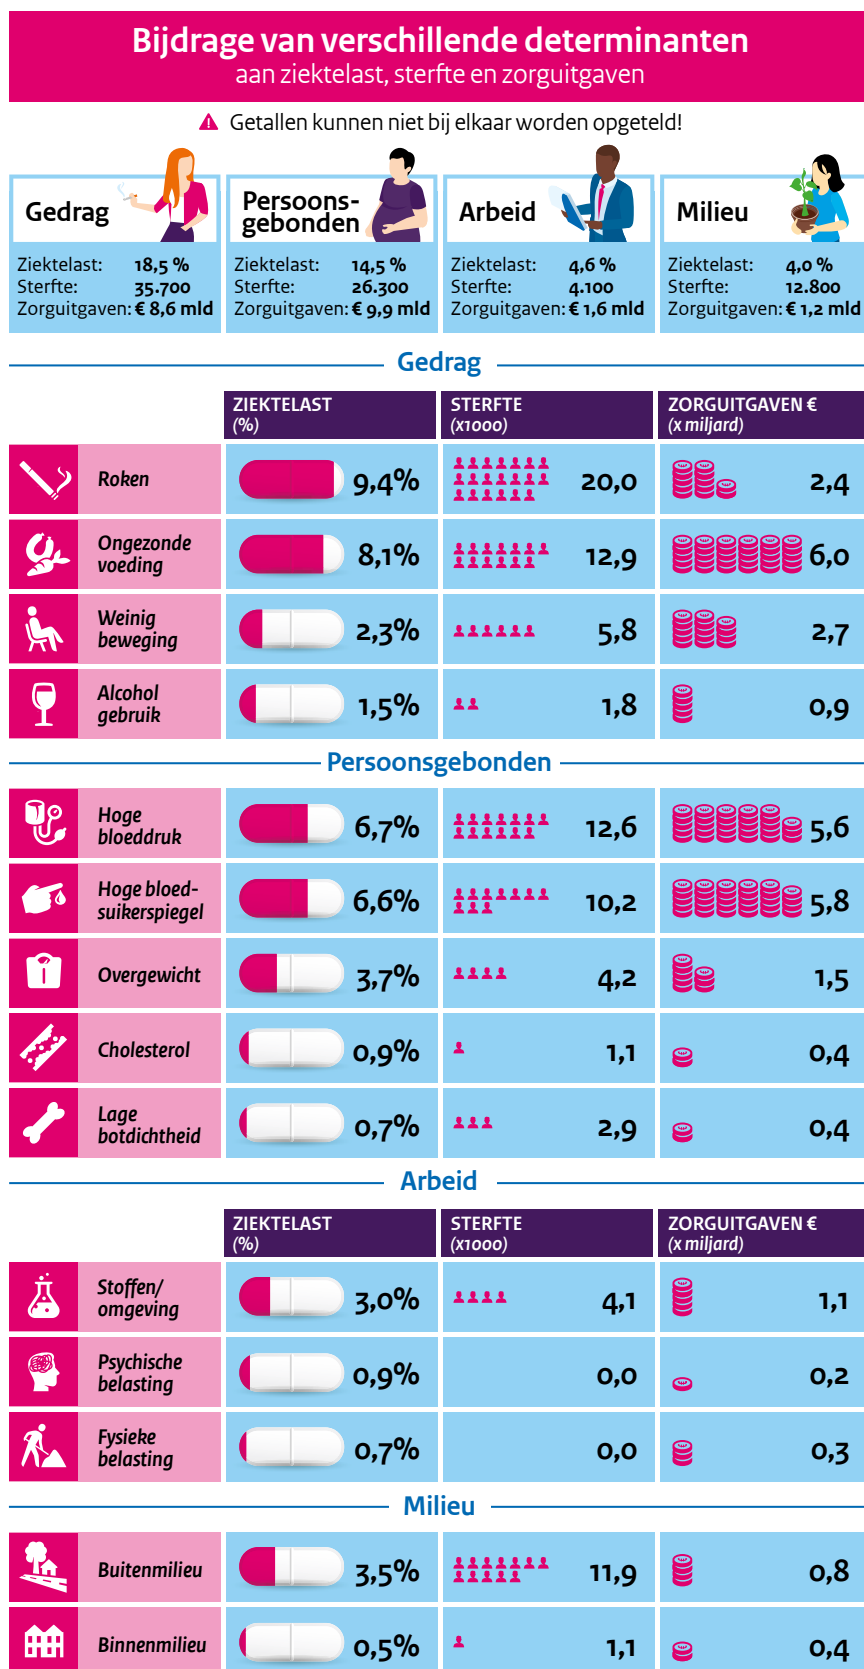 Bijdrage van verschillende determinanten
aan ziektelast, sterfte en zorguitgaven
Getallen kunnen niet bij elkaar worden opgeteld!
Gedrag
Ziektelast: 18,5 %
Sterfte: 35.700
Zorguitgaven: € 8,6 mld
Persoons-
gebonden
Ziektelast: 14,5 %
Sterfte: 26.300
Zorguitgaven: € 9,9 mld
Arbeid
Ziektelast: 4,6 %
Sterfte: 4.100
Zorguitgaven: € 1,6 mld
Milieu
Ziektelast: 4,0 %
Sterfte: 12.800
Zorguitgaven: € 1,2 mld
Gedrag
ZIEKTELAST STERFTE ZORGUITGAVEN €
(%) (x1000) (x miljard)
Roken 9,4% 20,0 2,4
Ongezonde
voeding 8,1% 12,9 6,0
Weinig
beweging 2,3% 5,8 2,7
Alcohol
gebruik 1,5% 1,8 0,9
Persoonsgebonden
Hoge
bloeddruk 6,7% 12,6 5,6
Hoge bloed-
suikerspiegel 6,6% 10,2 5,8
Overgewicht 3,7% 4,2 1,5
Cholesterol 0,9% 1,1 0,4
Lage
botdichtheid 0,7% 2,9 0,4
Arbeid
ZIEKTELAST STERFTE ZORGUITGAVEN €
(%) (x1000) (x miljard)
Stoffen/
omgeving 3,0% 4,1 1,1
Psychische
belasting 0,9% 0,0 0,2
Fysieke
belasting 0,7% 0,0 0,3
Milieu
Buitenmilieu 3,5% 11,9 0,8
Binnenmilieu 0,5% 1,1 0,4